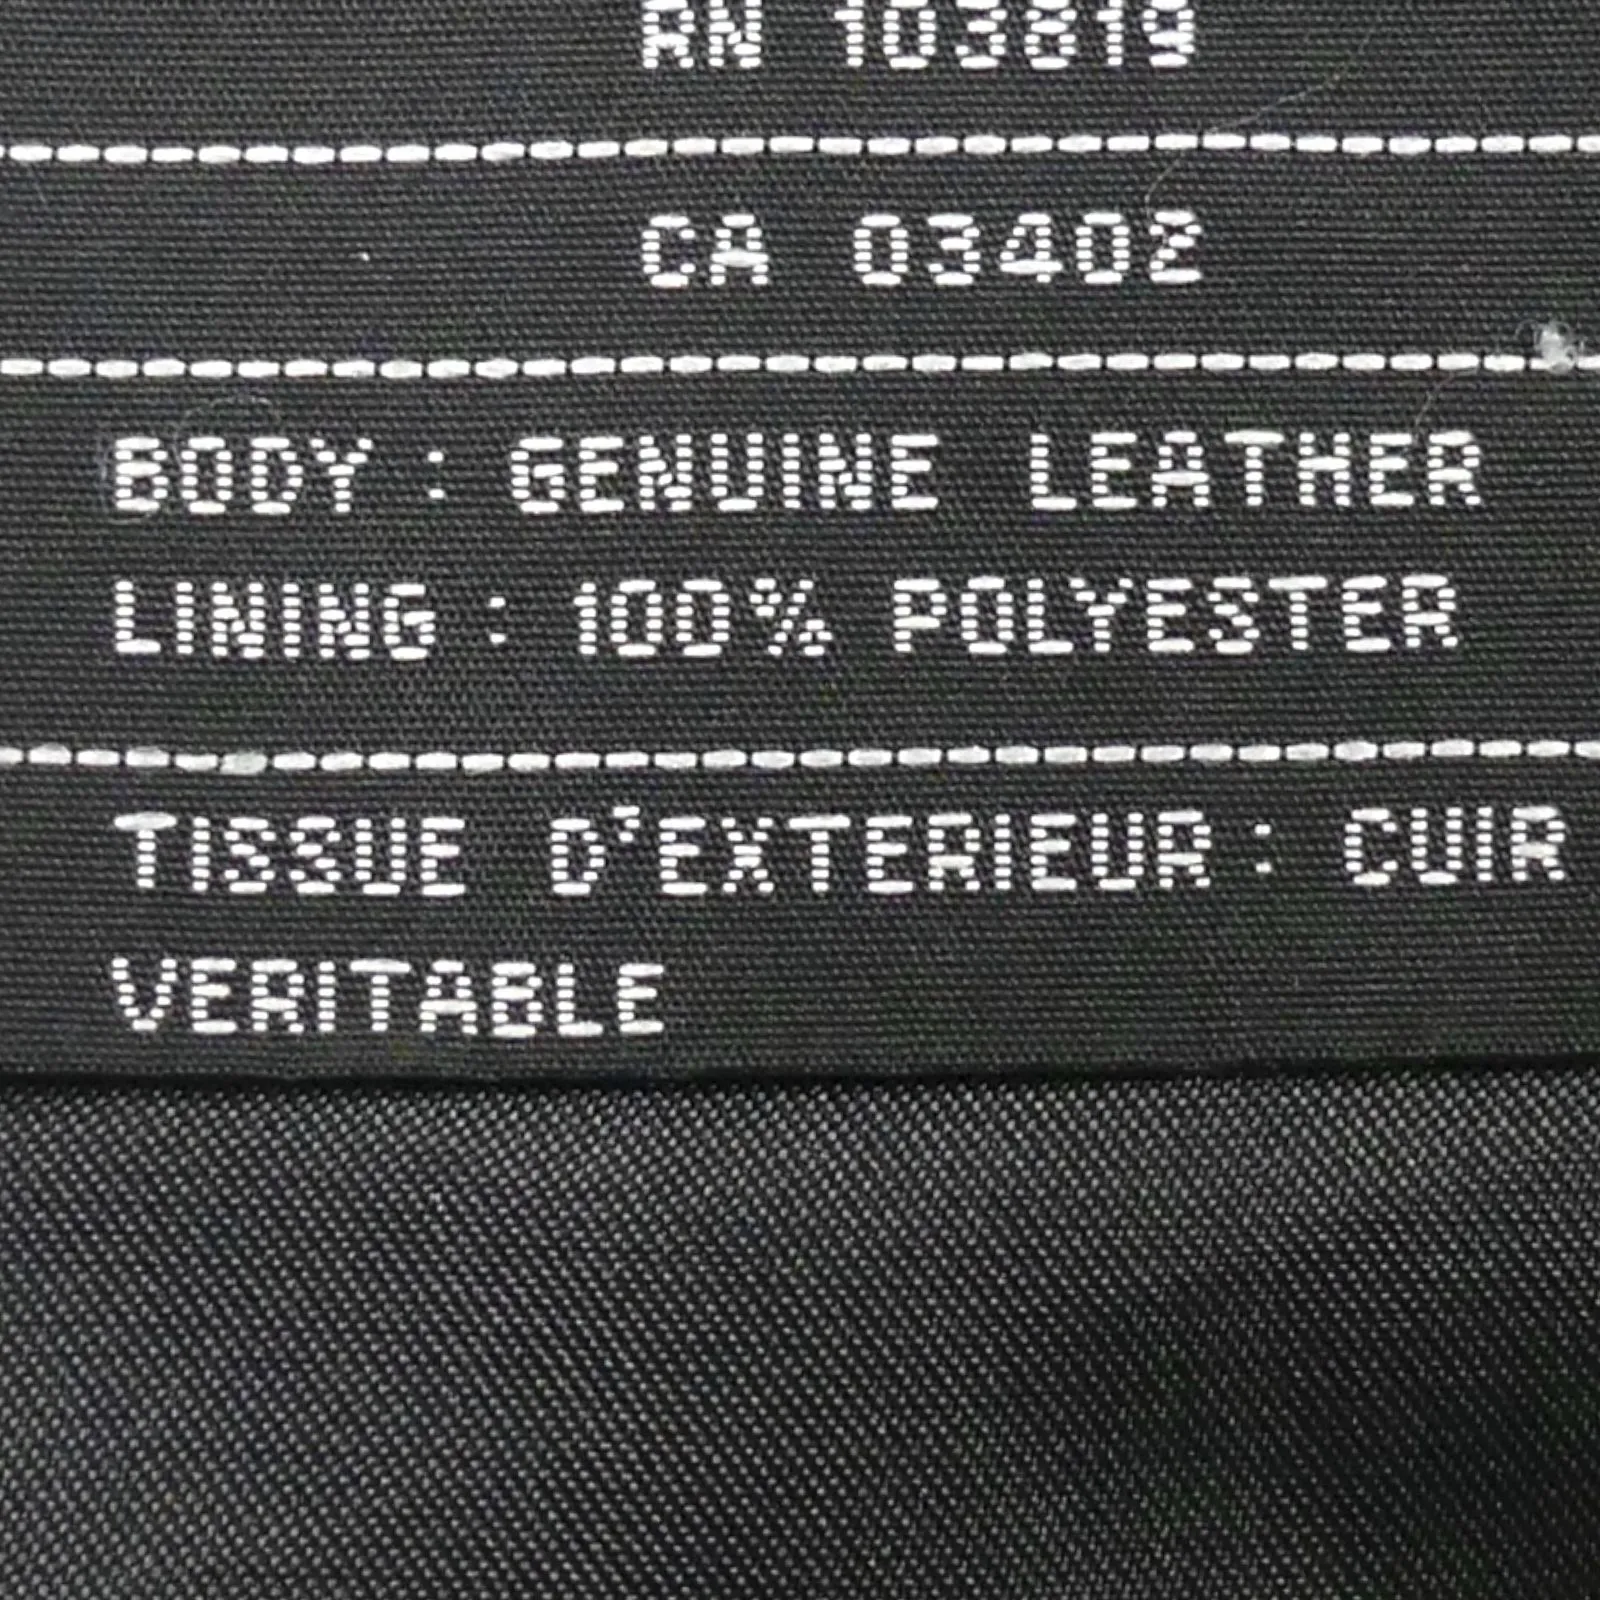 RN 103819
CA 03402
BODY : GENUINE LEATHER
LINING : 100% POLYESTER
TISSUE D'EXTERIEUR : CUIR
VERITABLE